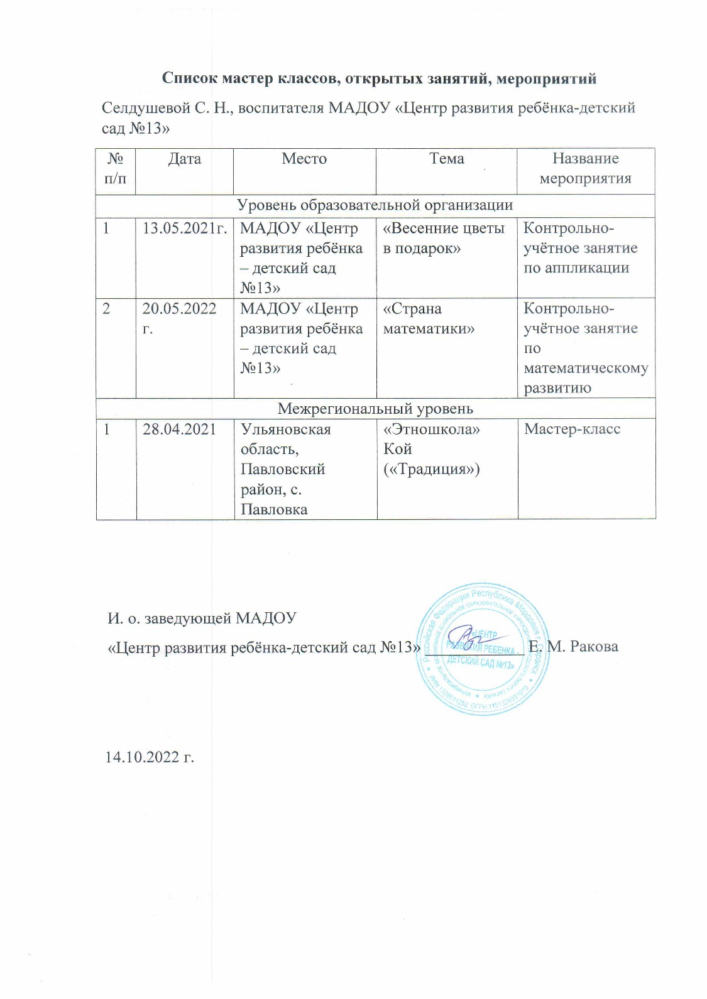 Список мастер классов, открытых занятий, мероприятий
Селдушевой С. Н., воспитателя МАДОУ «Центр развития ребёнка-детский
сад №13»
№
п/п
Дата
Место
Тема
Название
мероприятия
Уровень образовательной организации
1
13.05.2021г.
МАДОУ «Центр
развития ребёнка
– детский сад
№13»
«Весенние цветы
в подарок»
Контрольно-
учётное занятие
по аппликации
2
20.05.2022
г.
МАДОУ «Центр
развития ребёнка
– детский сад
№13»
«Страна
математики»
Контрольно-
учётное занятие
по
математическому
развитию
Межрегиональный уровень
1
28.04.2021
Ульяновская
область,
Павловский
район, с.
Павловка
«Этношкола»
Кой
(«Традиция»)
Мастер-класс
И. о. заведующей МАДОУ
«Центр развития ребёнка-детский сад №13» ____________ Е. М. Ракова
Российская Федерация Республика Мордовия г. Саранск
ИНН 1326011252 ОГРН 1151326001010
«ЦЕНТР
РАЗВИТИЯ РЕБЕНКА -
ДЕТСКИЙ САД №13»
14.10.2022 г.